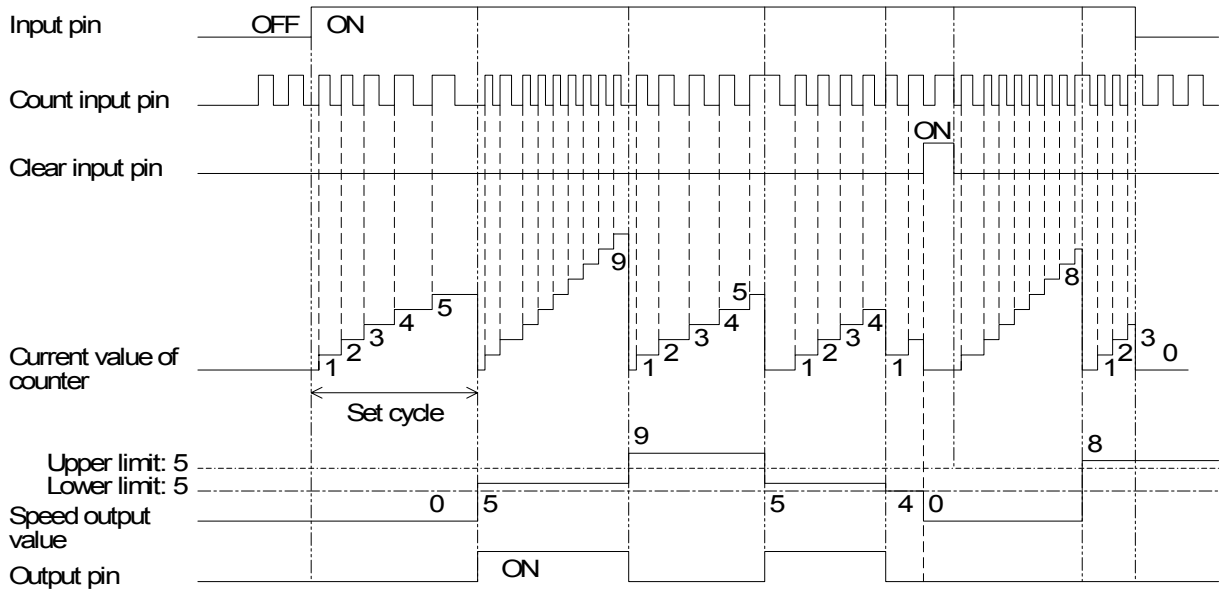 Input pin
OFF
ON
Count input pin
ON
Clear input pin
9
8
5
5
4
4
4
3
3
3
3
2
2
2
2
1
1
1
1
1
0
Current value of
counter
Set cycle
9
8
Upper limit: 5
Lower limit: 5
0
5
5
4
0
Speed output
value
ON
Output pin